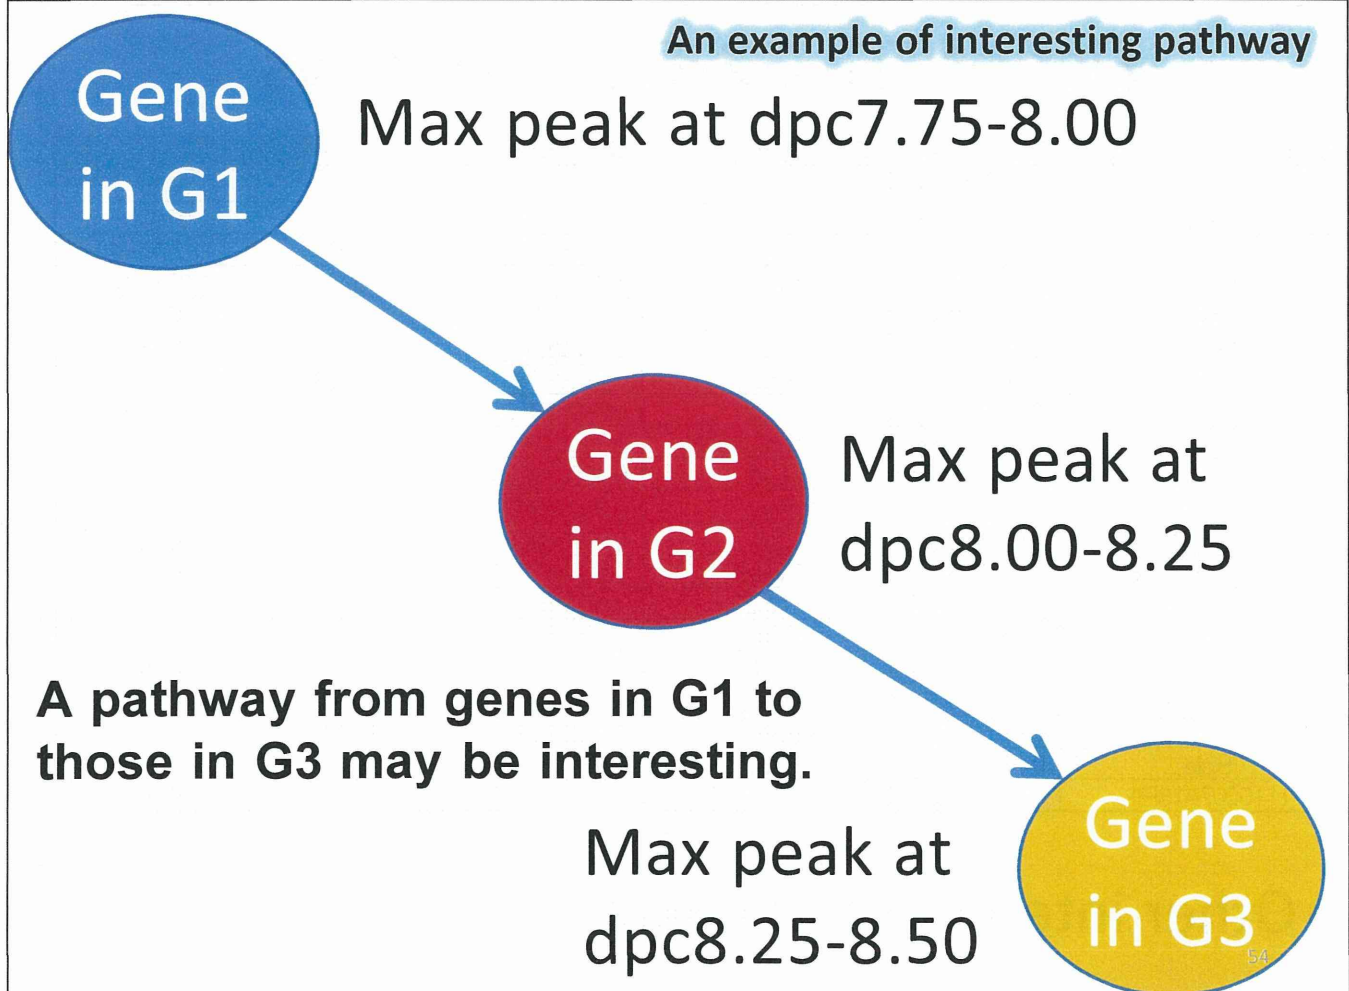 An example of interesting pathway
Gene
in G1
Max peak at dpc7.75-8.00
Gene
in G2
Max peak at
dpc8.00-8.25
A pathway from genes in G1 to
those in G3 may be interesting.
Max peak at
dpc8.25-8.50
Gene
in G3
54